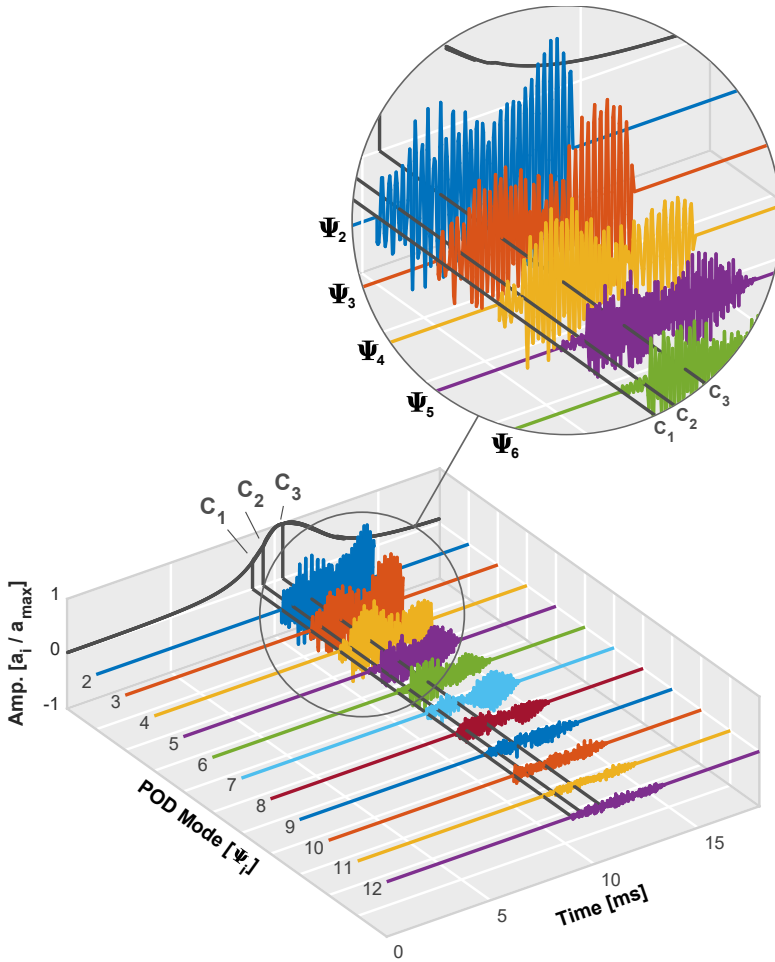 Ψ2
Ψ3
Ψ4
Ψ5
Ψ6
C1
C2
C3
C1
C2
C3
1
0
-1
Amp. [ai / amax]
2
3
4
5
6
7
8
9
10
11
12
POD Mode [Ψi]
0
5
10
15
Time [ms]